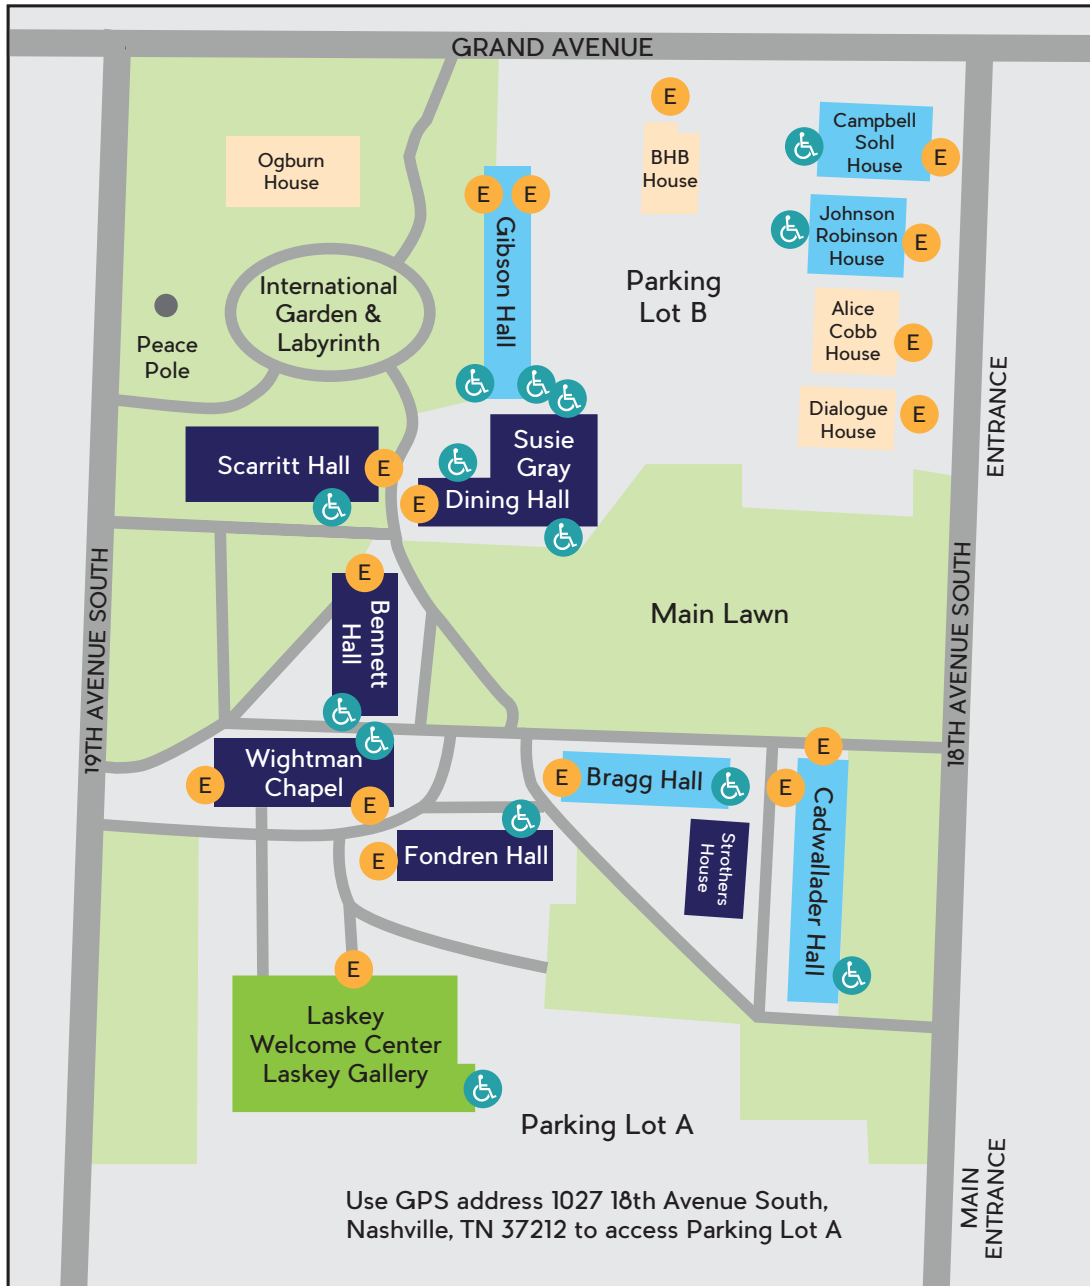 GRAND AVENUE
E
Campbell
Sohl
House
E
Ogburn
House
BHB
House
E
E
Gibson Hall
Johnson
Robinson
House
E
International
Garden &
Labyrinth
Parking
Lot B
Peace
Pole
Alice
Cobb
House
E
ENTRANCE
Dialogue
House
E
Scarritt Hall
E
Susie
Gray
Dining Hall
E
19TH AVENUE SOUTH
18TH AVENUE SOUTH
E
Bennett
Hall
Main Lawn
Wightman
Chapel
E
E
E
Bragg Hall
E
E
Cadwallader Hall
Strothers
House
E
Fondren Hall
E
Laskey
Welcome Center
Laskey Gallery
Parking Lot A
MAIN
ENTRANCE
Use GPS address 1027 18th Avenue South,
Nashville, TN 37212 to access Parking Lot A